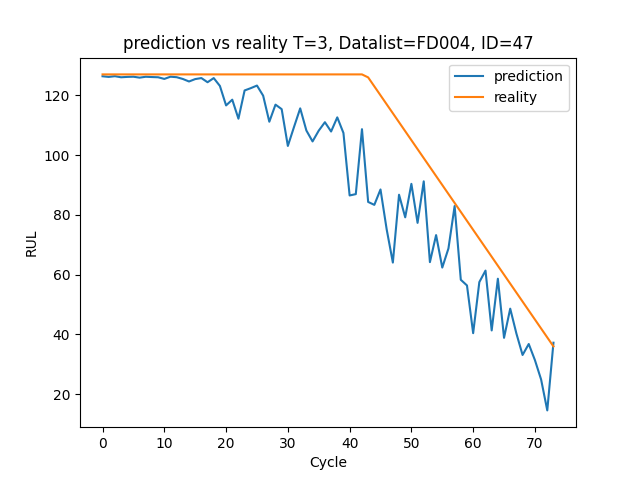 prediction vs reality T=3, Datalist=FD004, ID=47
prediction
reality
RUL
120
100
80
60
40
20
0 10 20 30 40 50 60 70
Cycle